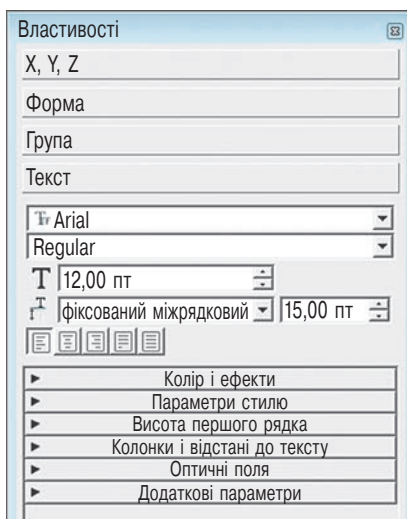 Властивості
X, Y, Z
Форма
Група
Текст
Arial
Regular
12,00 пт
фіксований міжрядковий 15,00 пт
Колір і ефекти
Параметри стилю
Висота першого рядка
Колонки і відстані до тексту
Оптичні поля
Додаткові параметри